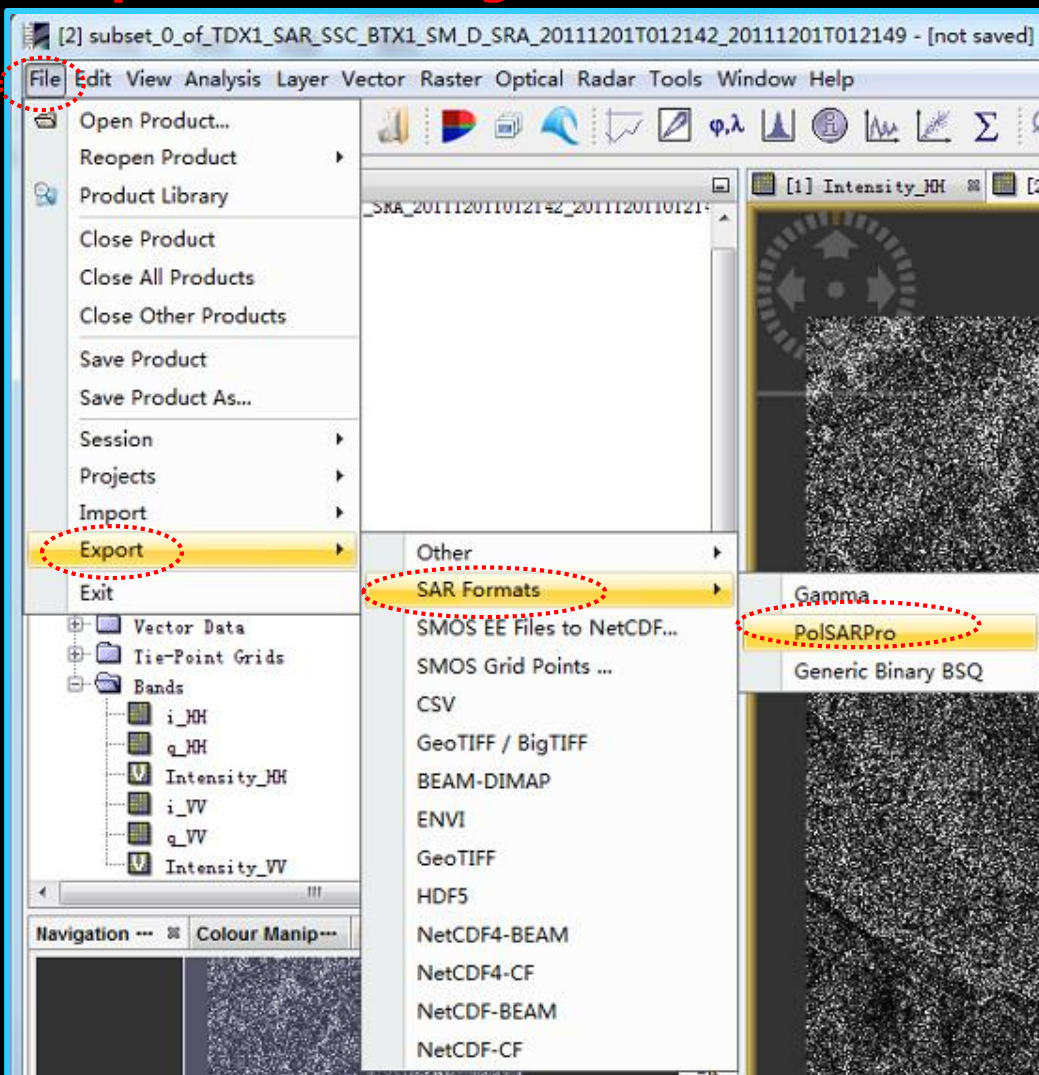 [2] subset_0_of_TDX1_SAR_SSC_BTX1_SM_D_SRA_20111201T012142_20111201T012149 - [not saved]
File Edit View Analysis Layer Vector Raster Optical Radar Tools Window Help
Open Product...
Reopen Product
Product Library
Close Product
Close All Products
Close Other Products
Save Product
Save Product As...
Session
Projects
Import
Export
Exit
φ,λ
Σ
_SRA_20111201T012142_20111201T0121
[1] Intensity_HH
[2
Other
SAR Formats
SMOS EE Files to NetCDF...
SMOS Grid Points ...
CSV
GeoTIFF / BigTIFF
BEAM-DIMAP
ENVI
GeoTIFF
HDF5
NetCDF4-BEAM
NetCDF4-CF
NetCDF-BEAM
NetCDF-CF
Gamma
PolSARPro
Generic Binary BSQ
Vector Data
Tie-Point Grids
Bands
i_HH
q_HH
Intensity_HH
i_VV
q_VV
Intensity_VV
Navigation ···
Colour Manip···